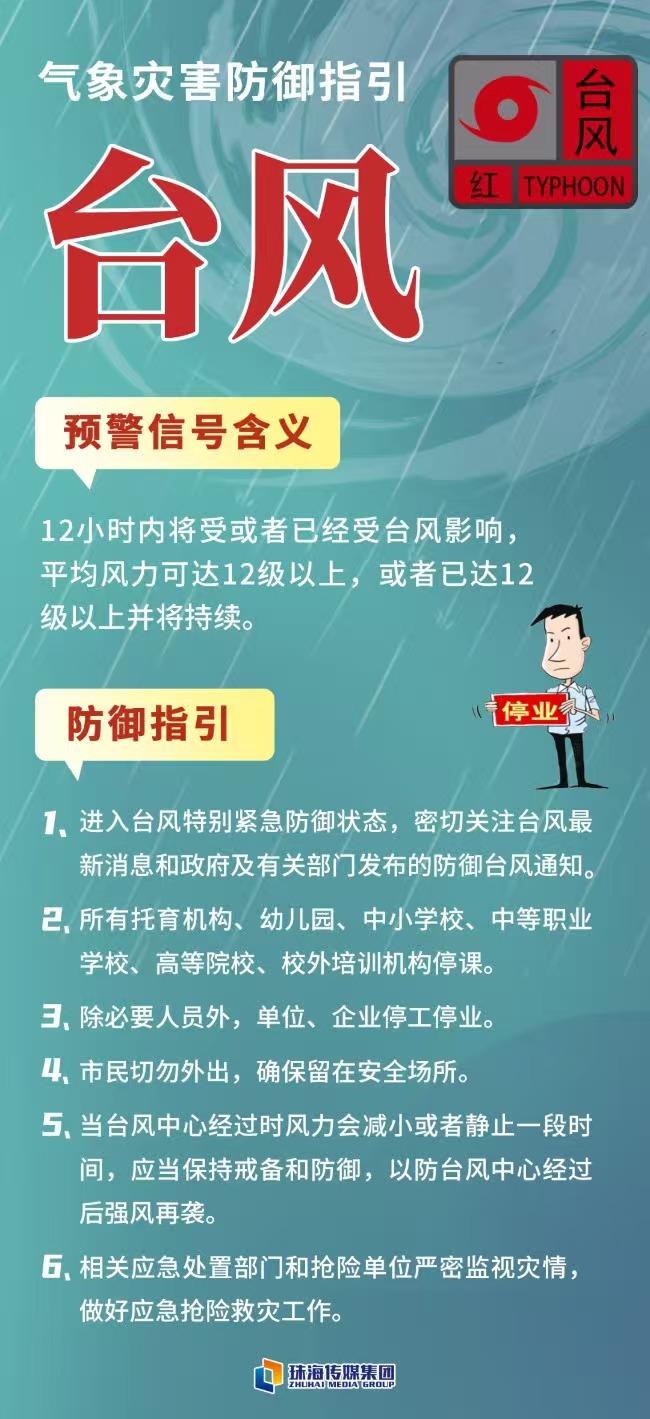 气象灾害防御指引
台风
红
TYPHOON
台风
预警信号含义
12小时内将受或者已经受台风影响，
平均风力可达12级以上，或者已达12
级以上并将持续。
停业
防御指引
1、进入台风特别紧急防御状态，密切关注台风最
新消息和政府及有关部门发布的防御台风通知。
2、所有托育机构、幼儿园、中小学校、中等职业
学校、高等院校、校外培训机构停课。
3、除必要人员外，单位、企业停工停业。
4、市民切勿外出，确保留在安全场所。
5、当台风中心经过时风力会减小或者静止一段时
间，应当保持戒备和防御，以防台风中心经过
后强风再袭。
6、相关应急处置部门和抢险单位严密监视灾情，
做好应急抢险救灾工作。
珠海传媒集团
ZHUHAI MEDIA GROUP